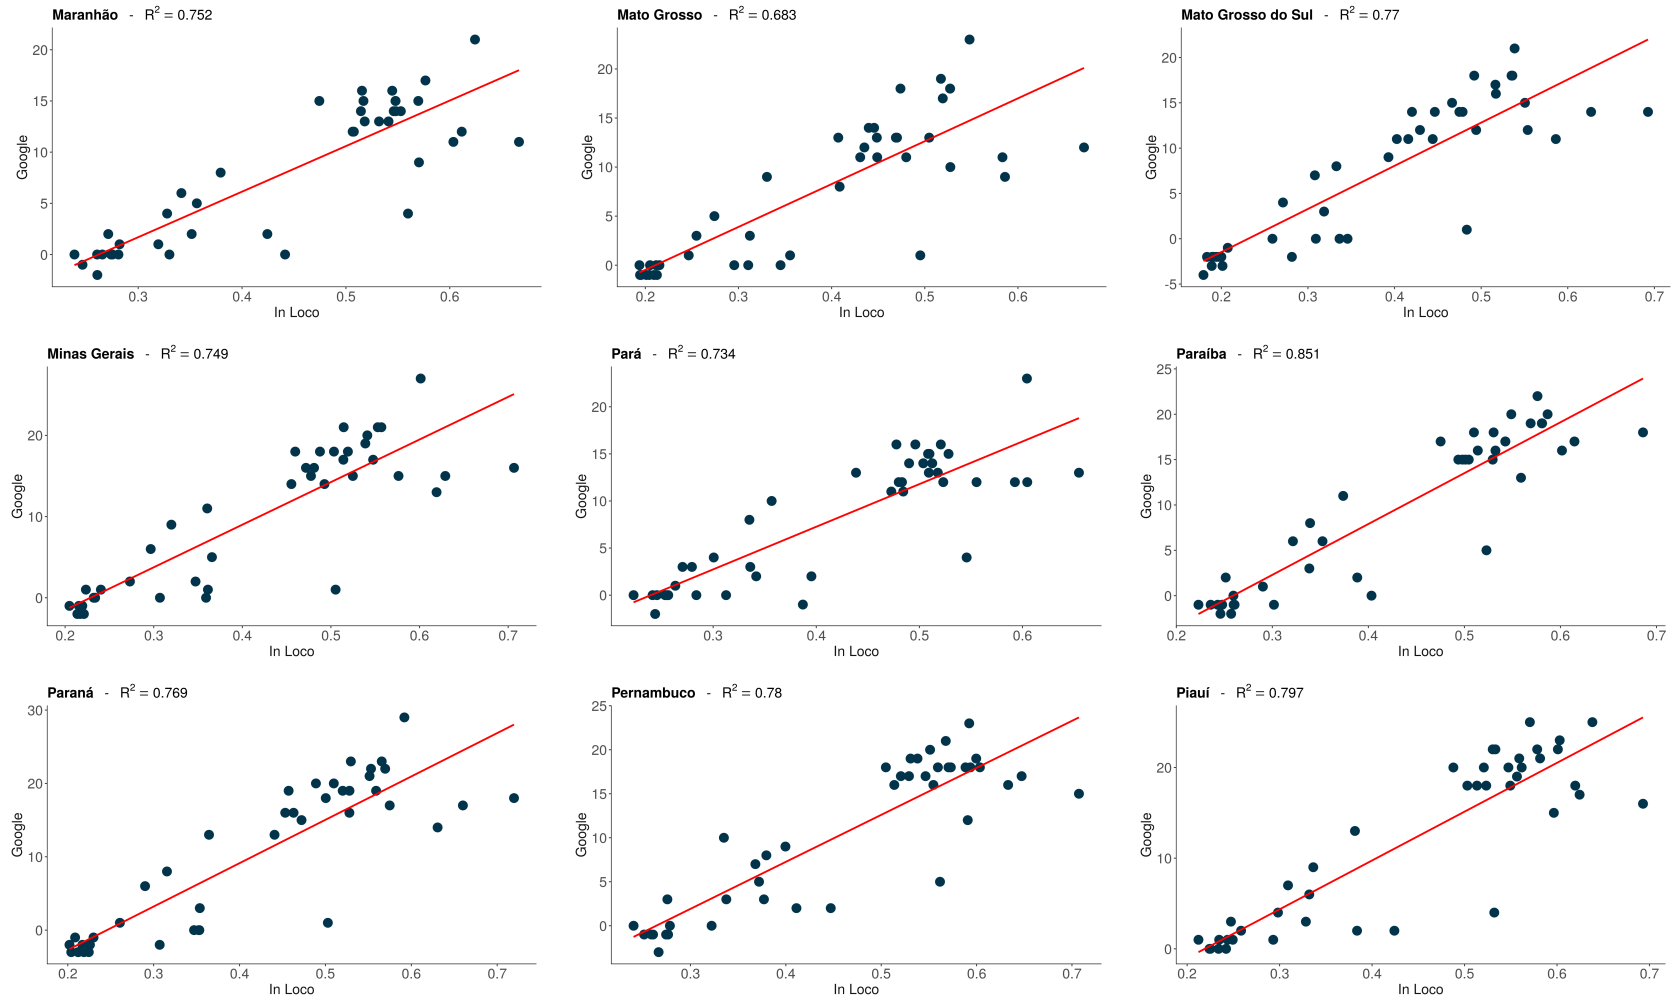 Maranhão - R2 = 0.752
Google
20
15
10
5
0
0.3 0.4 0.5 0.6
In Loco
Mato Grosso - R2 = 0.683
Google
20
15
10
5
0
0.2 0.3 0.4 0.5 0.6
In Loco
Mato Grosso do Sul - R2 = 0.77
Google
20
15
10
5
0
-5
0.2 0.3 0.4 0.5 0.6 0.7
In Loco
Minas Gerais - R2 = 0.749
Google
20
10
0
0.2 0.3 0.4 0.5 0.6 0.7
In Loco
Pará - R2 = 0.734
Google
20
15
10
5
0
0.3 0.4 0.5 0.6
In Loco
Paraíba - R2 = 0.851
Google
25
20
15
10
5
0
0.2 0.3 0.4 0.5 0.6 0.7
In Loco
Paraná - R2 = 0.769
Google
30
20
10
0
0.2 0.3 0.4 0.5 0.6 0.7
In Loco
Pernambuco - R2 = 0.78
Google
25
20
15
10
5
0
0.3 0.4 0.5 0.6 0.7
In Loco
Piauí - R2 = 0.797
Google
20
10
0
0.2 0.3 0.4 0.5 0.6 0.7
In Loco